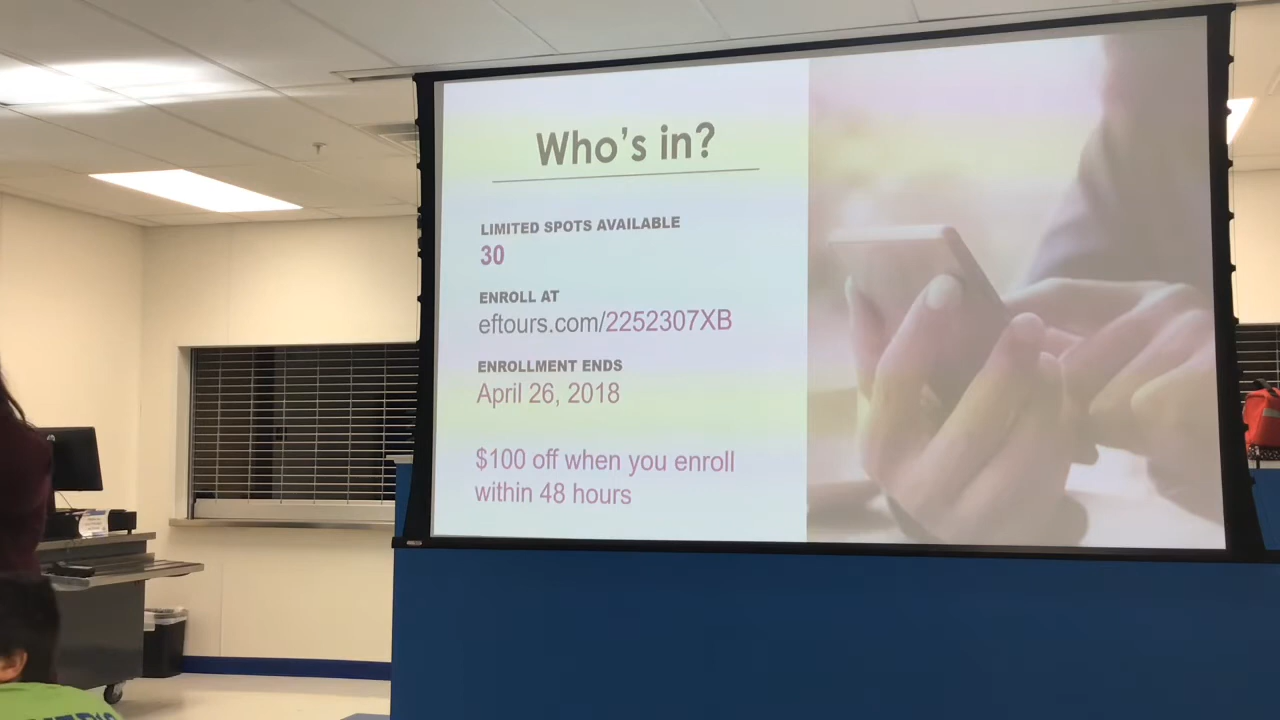 Who's in?
LIMITED SPOTS AVAILABLE
30
ENROLL AT
eftours.com/2252307XB
ENROLLMENT ENDS
April 26, 2018
$100 off when you enroll
within 48 hours